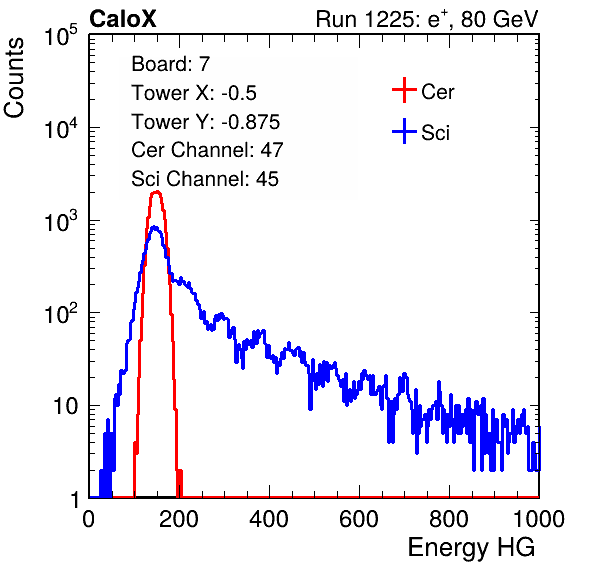 CaloX Run 1225: e⁺, 80 GeV
Counts
10⁵
10⁴
10³
10²
10
1
Board: 7
Tower X: -0.5
Tower Y: -0.875
Cer Channel: 47
Sci Channel: 45
Cer
Sci
0 200 400 600 800 1000
Energy HG